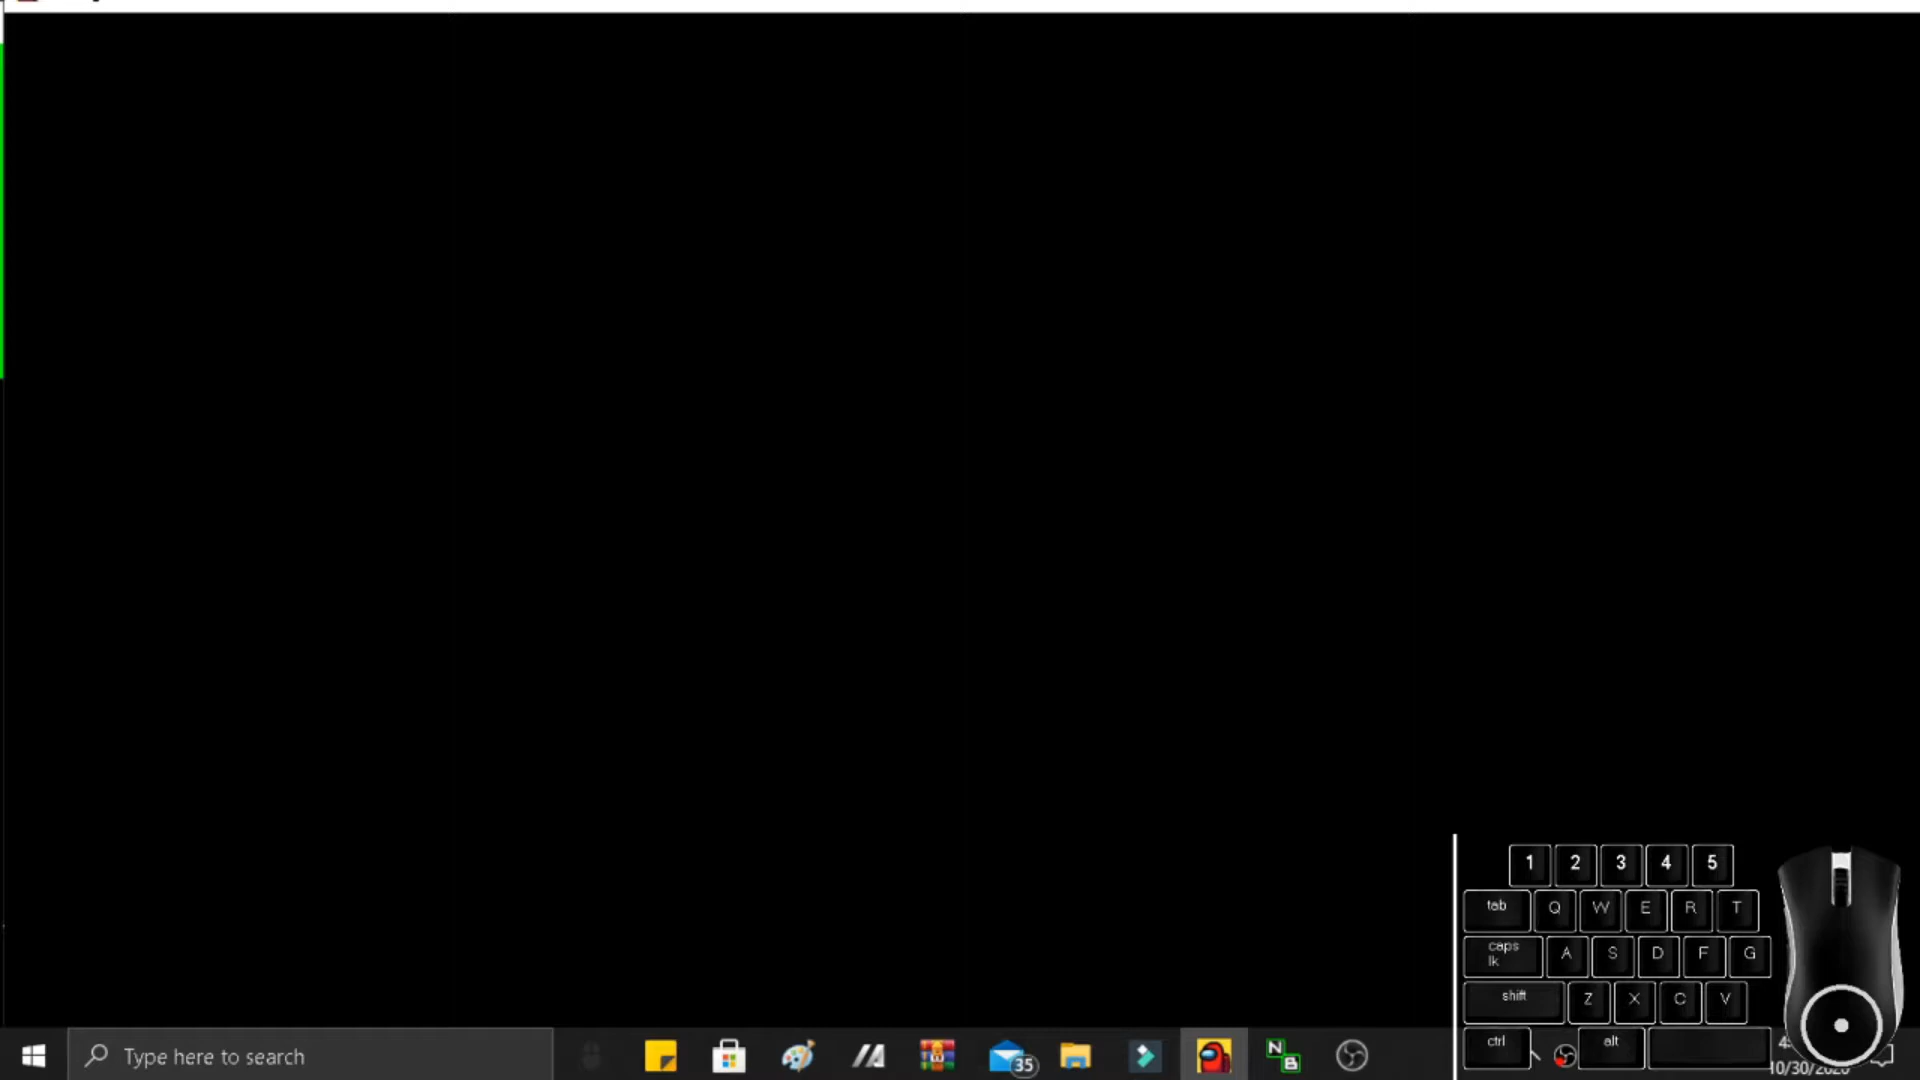 1 2 3 4 5
tab Q W E R T
caps lk A S D F G
shift Z X C V
ctrl alt
Type here to search
35
N
B